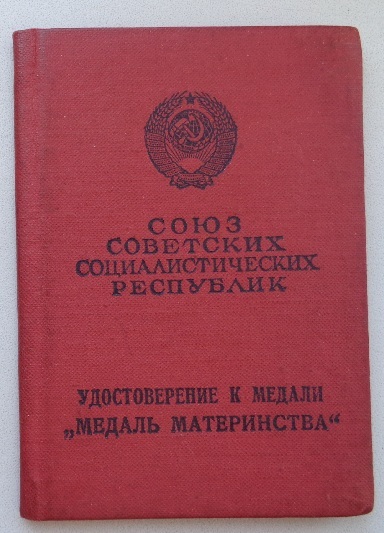 СОЮЗ
СОВЕТСКИХ
СОЦИАЛИСТИЧЕСКИХ
РЕСПУБЛИК
УДОСТОВЕРЕНИЕ К МЕДАЛИ
„МЕДАЛЬ МАТЕРИНСТВА“